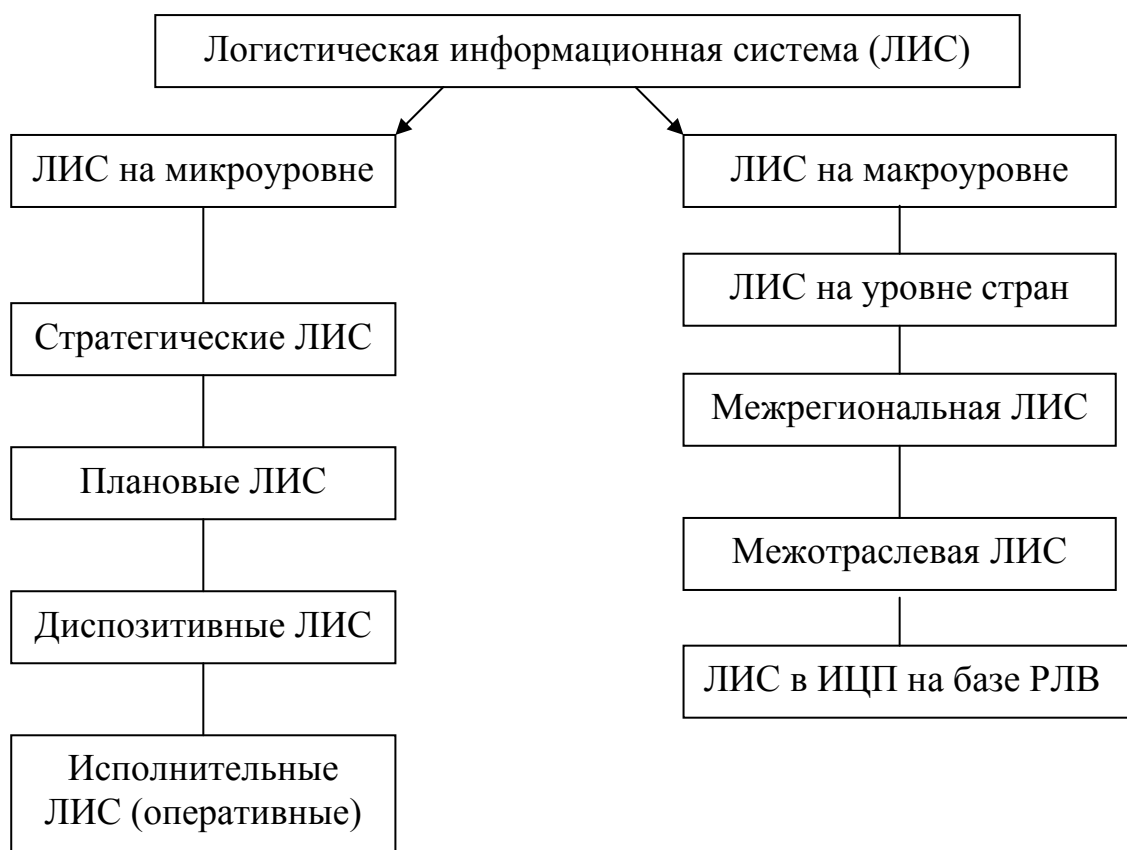 Логистическая информационная система (ЛИС)
ЛИС на микроуровне
Стратегические ЛИС
Плановые ЛИС
Диспозитивные ЛИС
Исполнительные
ЛИС (оперативные)
ЛИС на макроуровне
ЛИС на уровне стран
Межрегиональная ЛИС
Межотраслевая ЛИС
ЛИС в ИЦП на базе РЛВ